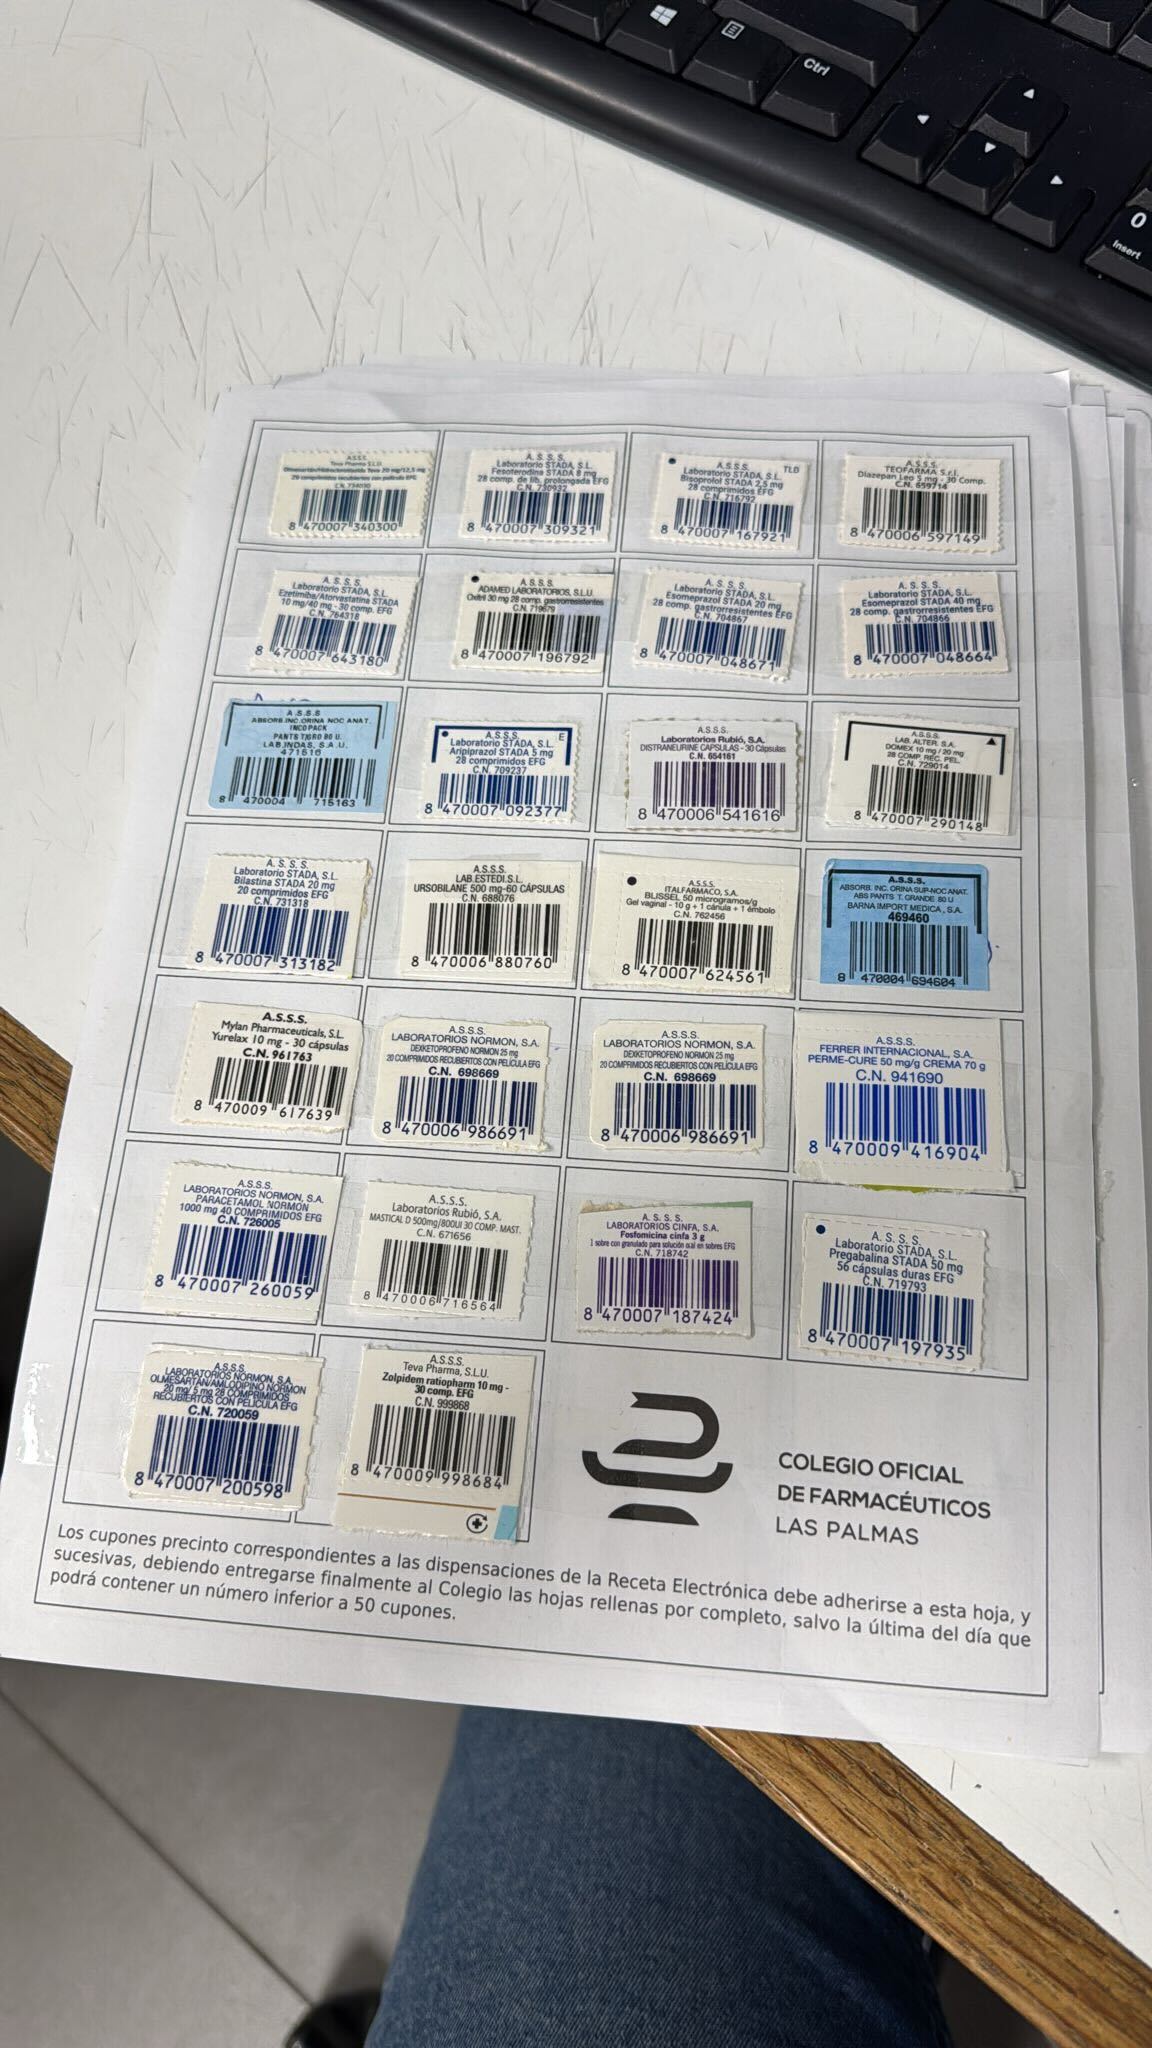 Ctrl
0
Insert
A.S.S.S.
Teva Pharma S.L.U.
Olmesartán/Hidroclorotiazida Teva 20 mg/12,5 mg
28 comprimidos recubiertos con película EFG
C.N. 734030
8 470007 340300
A. S. S. S.
Laboratorio STADA, S.L.
Fesoterodina STADA 8 mg
28 comp. de lib. prolongada EFG
C.N. 730932
8 470007 309321
A.S.S.S.
TLD
Laboratorio STADA, S.L.
Bisoprolol STADA 2,5 mg
28 comprimidos EFG
C.N. 716792
8 470007 167921
A.S.S.S.
TEOFARMA S.r.l.
Diazepan Leo 5 mg - 30 Comp.
C.N. 659714
8 470006 597149
A. S. S. S.
Laboratorio STADA, S.L.
Ezetimiba/Atorvastatina STADA
10 mg/40 mg - 30 comp. EFG
C.N. 764318
8 470007 643180
A. S. S. S.
ADAMED LABORATORIOS, S.L.U.
Oxitril 30 mg 28 comp. gastrorresistentes
C.N. 719679
8 470007 196792
A. S. S. S.
Laboratorio STADA, S.L.
Esomeprazol STADA 20 mg
28 comp. gastrorresistentes EFG
C.N. 704867
8 470007 048671
A. S. S. S.
Laboratorio STADA, S.L.
Esomeprazol STADA 40 mg
28 comp. gastrorresistentes EFG
C.N. 704866
8 470007 048664
A.S.S.S
ABSORB.INC.ORINA NOC ANAT.
INCOPACK
PANTS T.GRO 80 U.
LAB.INDAS, S.A.U.
471516
8 470004 715163
A.S.S.S.
E
Laboratorio STADA, S.L.
Aripiprazol STADA 5 mg
28 comprimidos EFG
C.N. 709237
8 470007 092377
A.S.S.S.
Laboratorios Rubió, S.A.
DISTRANEURINE CAPSULAS - 30 Cápsulas
C.N. 654161
8 470006 541616
A.S.S.S.
LAB. ALTER, S.A.
DOMEX 10 mg / 20 mg
28 COMP. REC. PEL.
C.N. 729014
8 470007 290148
A. S. S. S.
Laboratorio STADA, S.L.
Bilastina STADA 20 mg
20 comprimidos EFG
C.N. 731318
8 470007 313182
A.S.S.S.
LAB.ESTEDI.S.L.
URSOBILANE 500 mg-60 CÁPSULAS
C.N. 688076
8 470006 880760
A.S.S.S.
ITALFARMACO, S.A.
BLISSEL 50 microgramos/g
Gel vaginal - 10 g + 1 cánula + 1 émbolo
C.N. 762456
8 470007 624561
A.S.S.S.
ABSORB. INC. ORINA SUP-NOC ANAT.
ABS PANTS T. GRANDE 80 U
BARNA IMPORT MEDICA, S.A.
469460
8 470004 694604
A.S.S.S.
Mylan Pharmaceuticals, S.L.
Yurelax 10 mg - 30 cápsulas
C.N. 961763
8 470009 617639
A.S.S.S.
LABORATORIOS NORMON, S.A.
DEXKETOPROFENO NORMON 25 mg
20 COMPRIMIDOS RECUBIERTOS CON PELÍCULA EFG
C.N. 698669
8 470006 986691
A.S.S.S.
LABORATORIOS NORMON, S.A.
DEXKETOPROFENO NORMON 25 mg
20 COMPRIMIDOS RECUBIERTOS CON PELÍCULA EFG
C.N. 698669
8 470006 986691
A.S.S.S.
FERRER INTERNACIONAL, S.A.
PERME-CURE 50 mg/g CREMA 70 g
C.N. 941690
8 470009 416904
A.S.S.S.
LABORATORIOS NORMON, S.A.
PARACETAMOL NORMON
1000 mg 40 COMPRIMIDOS EFG
C.N. 726005
8 470007 260059
A.S.S.S.
Laboratorios Rubió, S.A.
MASTICAL D 500mg/800UI 30 COMP. MAST.
C.N. 671656
8 470006 716564
A. S. S. S.
LABORATORIOS CINFA, S.A.
Fosfomicina cinfa 3 g
1 sobre con granulado para solución oral en sobres EFG
C.N. 718742
8 470007 187424
A. S. S. S.
Laboratorio STADA, S.L.
Pregabalina STADA 50 mg
56 cápsulas duras EFG
C.N. 719793
8 470007 197935
A.S.S.S.
LABORATORIOS NORMON, S.A.
OLMESARTAN/AMLODIPINO NORMON
20 mg/ 5 mg 28 COMPRIMIDOS
RECUBIERTOS CON PELÍCULA EFG
C.N. 720059
8 470007 200598
A.S.S.S.
Teva Pharma, S.L.U.
Zolpidem ratiopharm 10 mg -
30 comp. EFG
C.N. 999868
8 470009 998684
COLEGIO OFICIAL
DE FARMACÉUTICOS
LAS PALMAS
Los cupones precinto correspondientes a las dispensaciones de la Receta Electrónica debe adherirse a esta hoja, y
sucesivas, debiendo entregarse finalmente al Colegio las hojas rellenas por completo, salvo la última del día que
podrá contener un número inferior a 50 cupones.